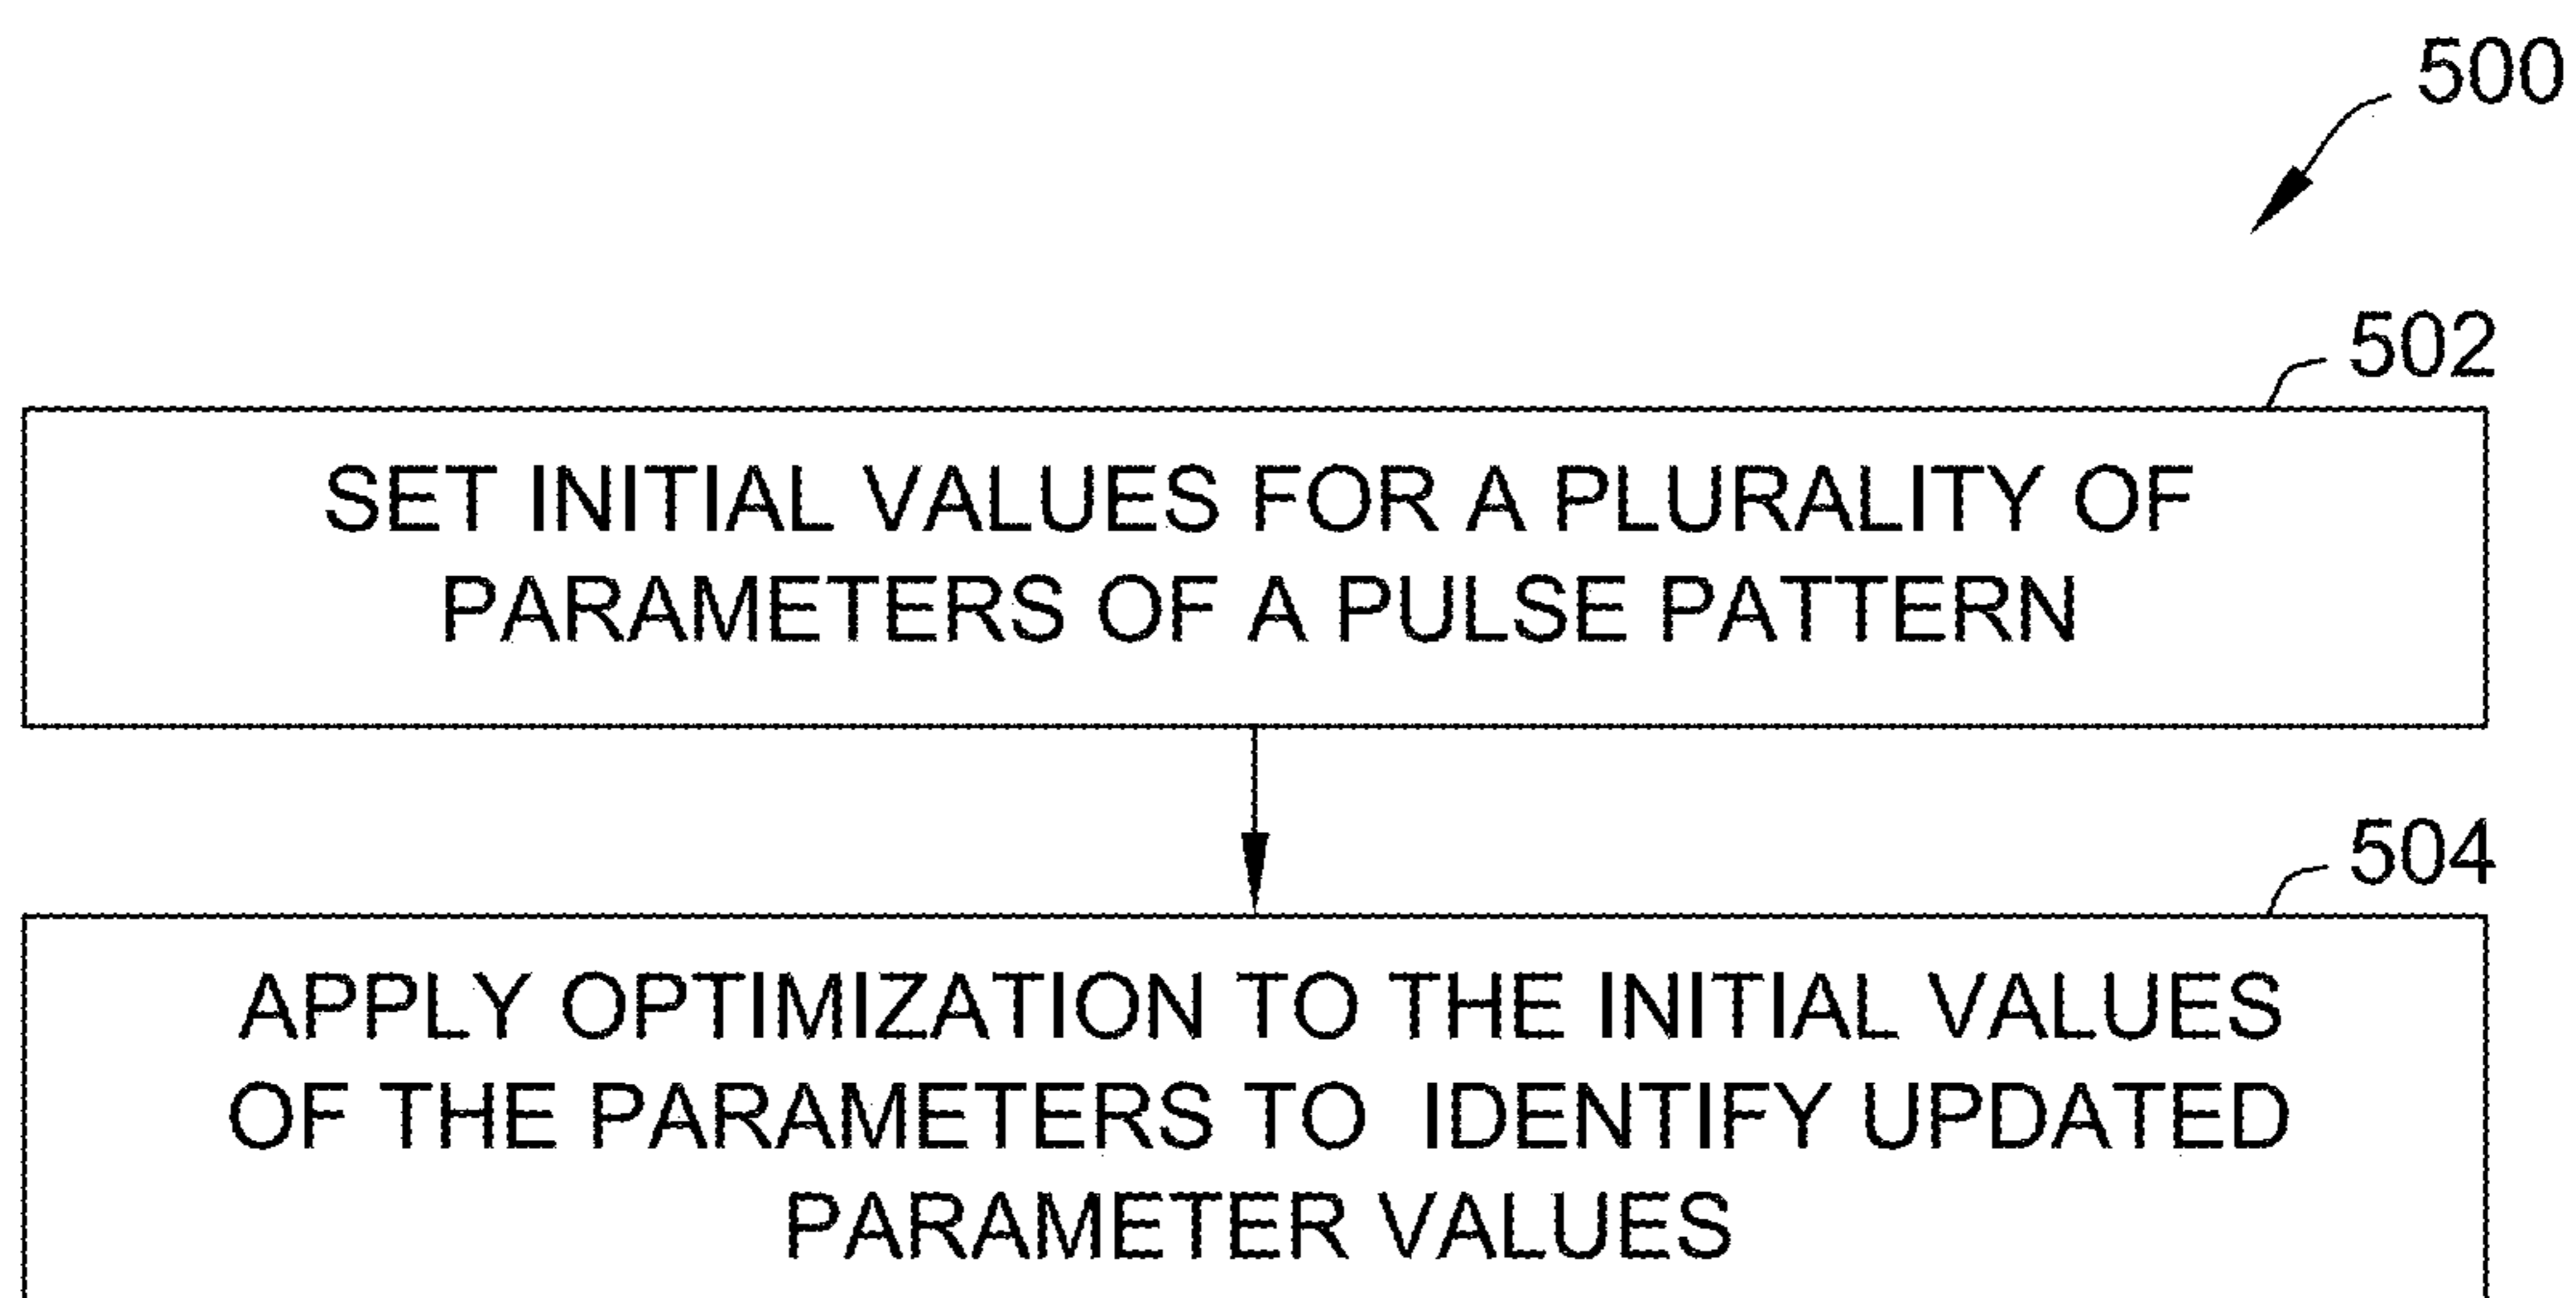 500
502
SET INITIAL VALUES FOR A PLURALITY OF
PARAMETERS OF A PULSE PATTERN
504
APPLY OPTIMIZATION TO THE INITIAL VALUES
OF THE PARAMETERS TO IDENTIFY UPDATED
PARAMETER VALUES